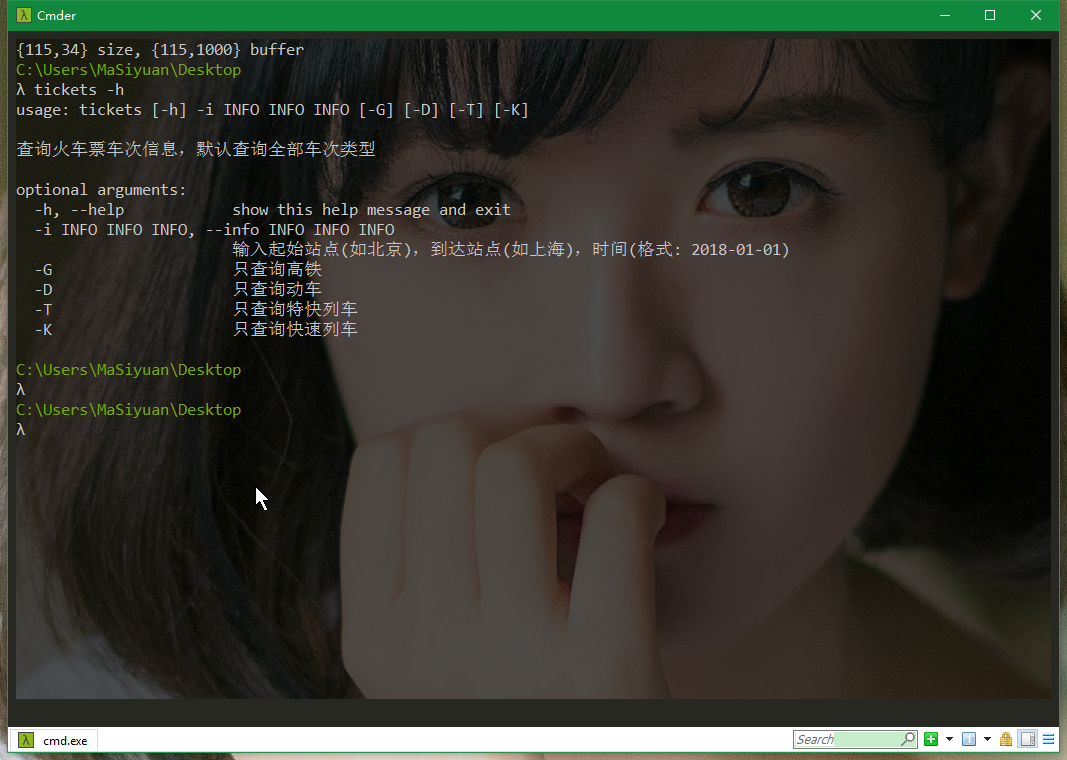 Cmder
{115,34} size, {115,1000} buffer
C:\Users\MaSiyuan\Desktop
λ tickets -h
usage: tickets [-h] -i INFO INFO INFO [-G] [-D] [-T] [-K]
查询火车票车次信息，默认查询全部车次类型
optional arguments:
-h, --help show this help message and exit
-i INFO INFO INFO, --info INFO INFO INFO
输入起始站点(如北京)，到达站点(如上海)，时间(格式: 2018-01-01)
-G 只查询高铁
-D 只查询动车
-T 只查询特快列车
-K 只查询快速列车
C:\Users\MaSiyuan\Desktop
λ
C:\Users\MaSiyuan\Desktop
λ
cmd.exe
Search